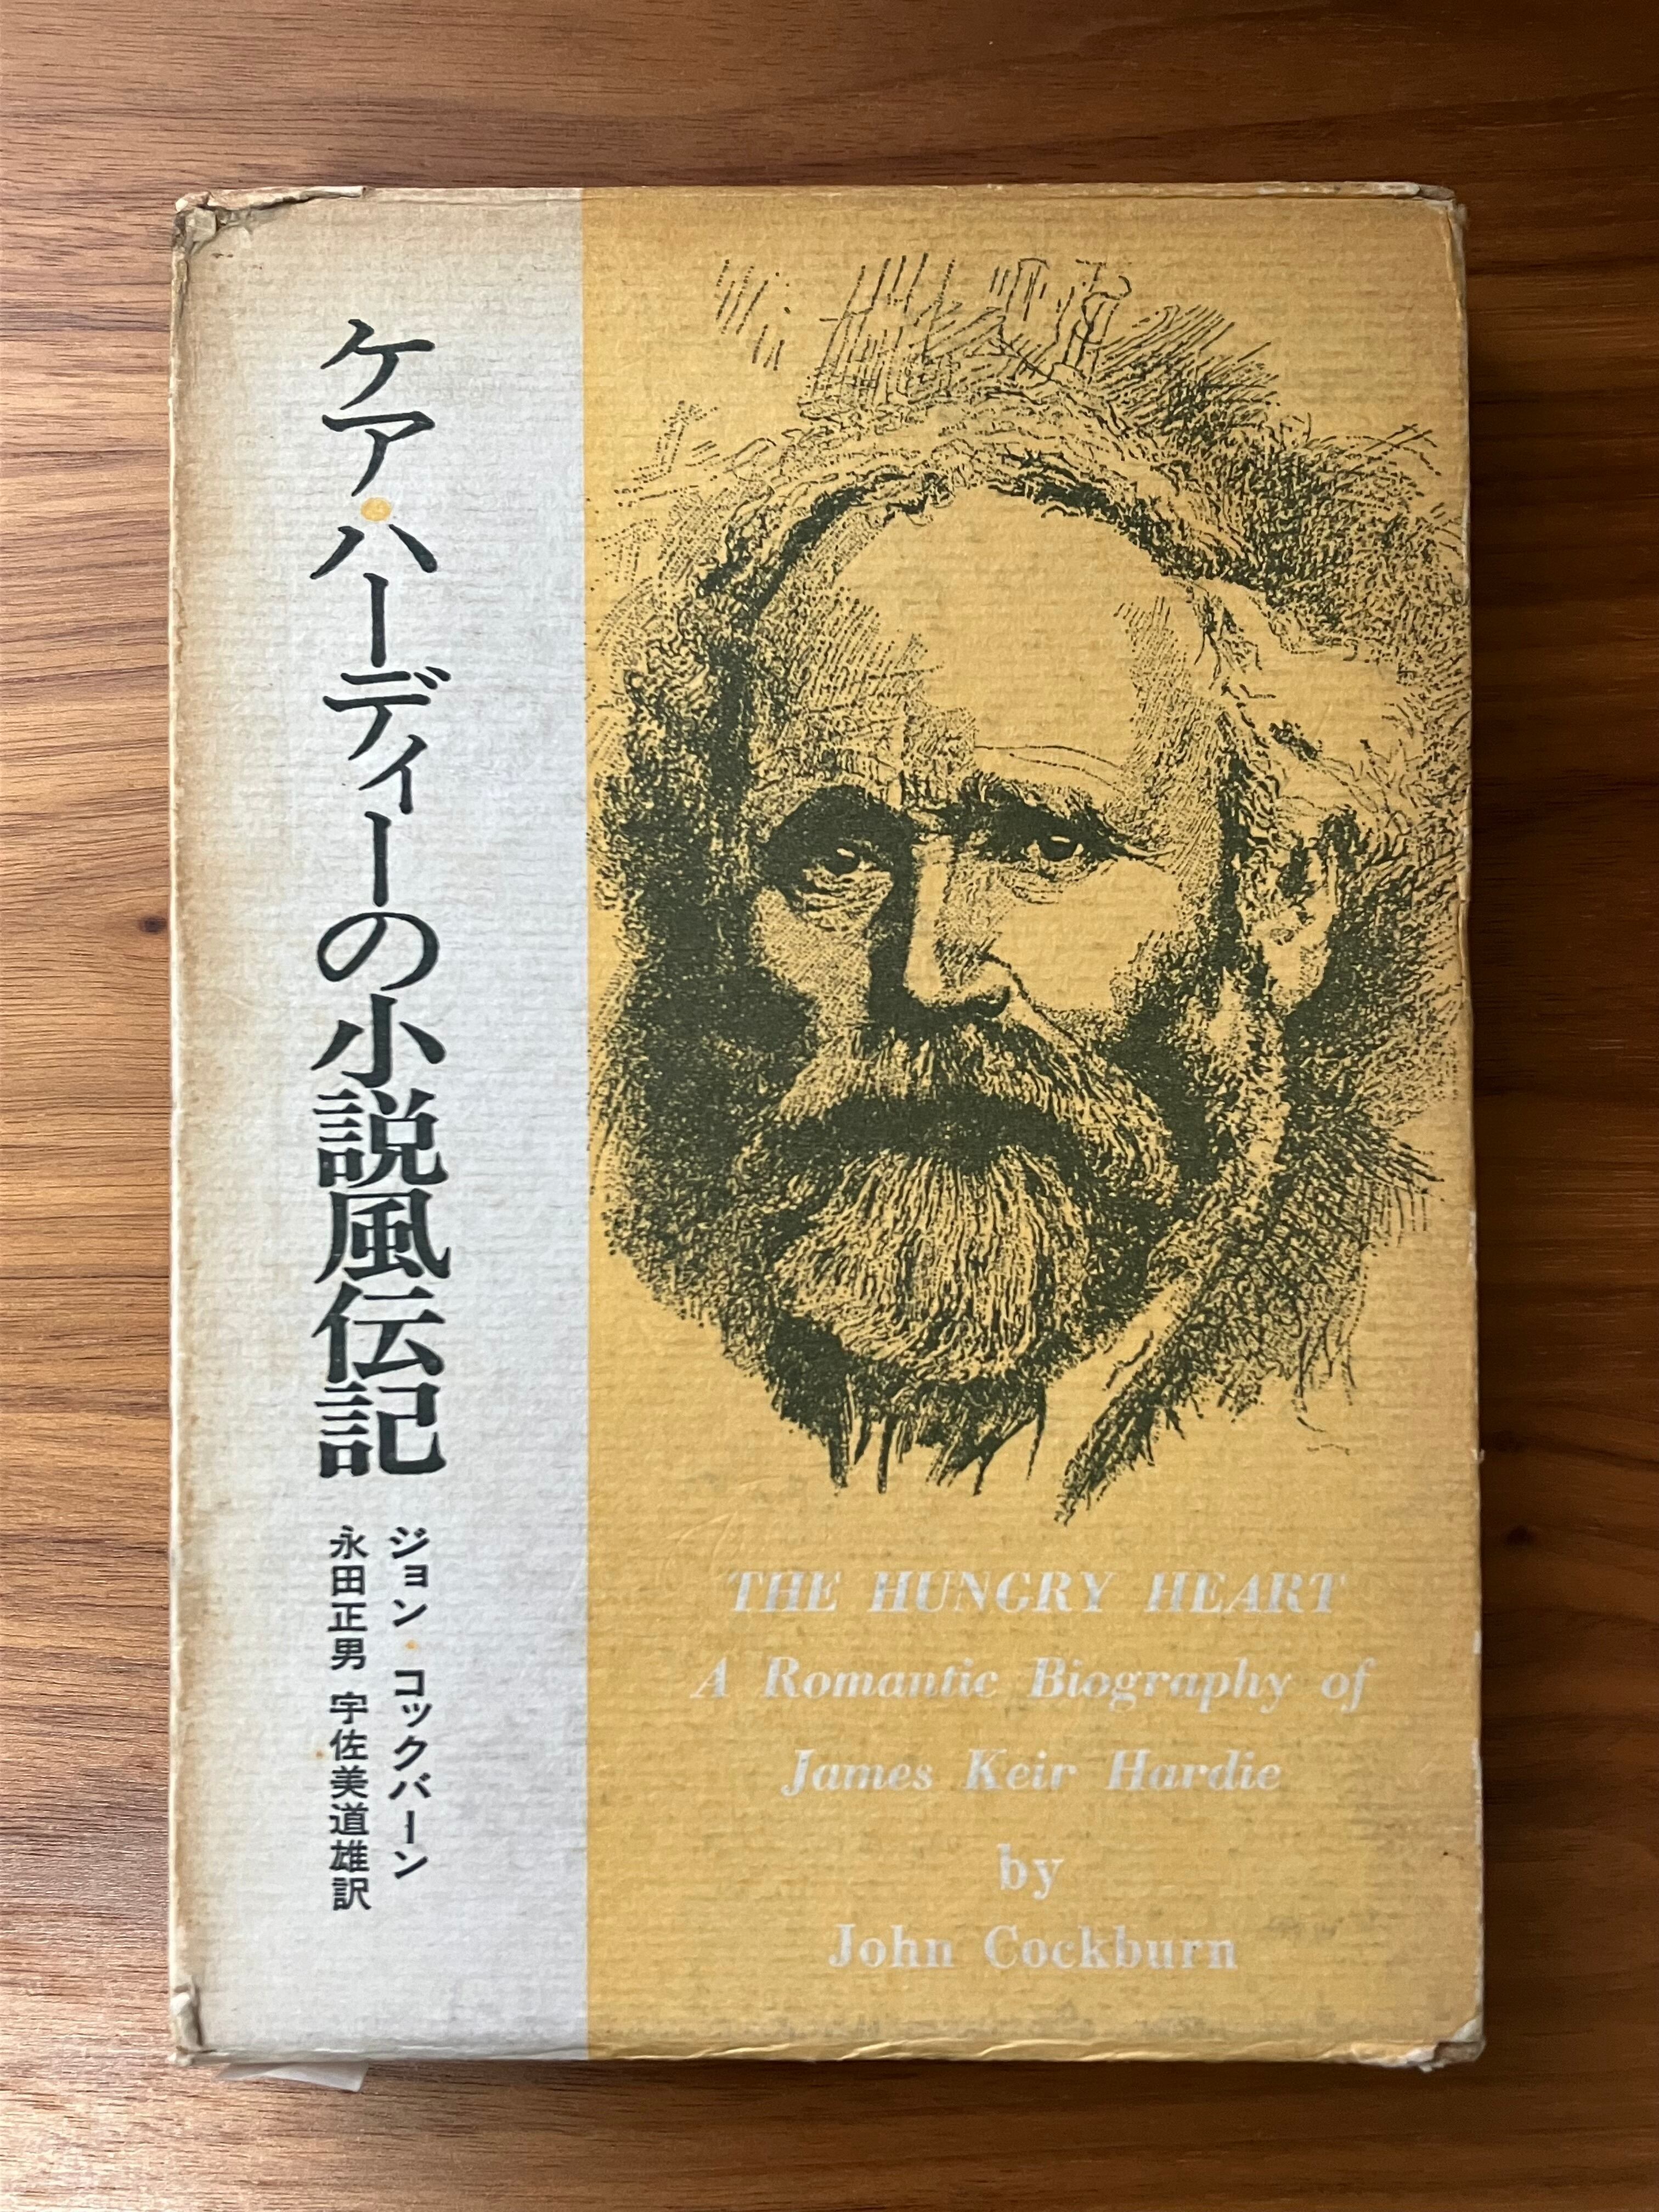 ケア・ハーディーの小説風伝記
ジョン・コックバーン
永田正男 宇佐美道雄訳
THE HUNGRY HEART
A Romantic Biography of
James Keir Hardie
by
John Cockburn